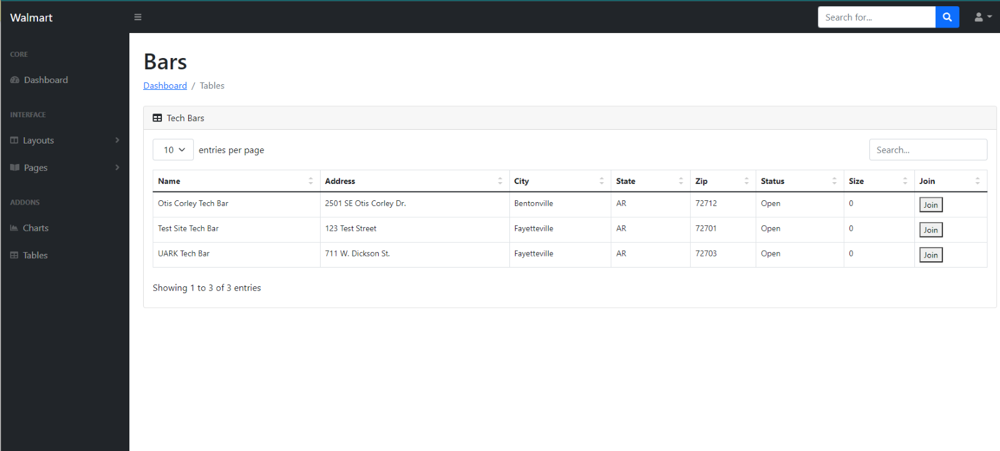 Walmart
Search for...
CORE
Dashboard
INTERFACE
Layouts
Pages
ADDONS
Charts
Tables
Bars
Dashboard / Tables
Tech Bars
10 entries per page
Search...
Name Address City State Zip Status Size Join
Otis Corley Tech Bar 2501 SE Otis Corley Dr. Bentonville AR 72712 Open 0 Join
Test Site Tech Bar 123 Test Street Fayetteville AR 72701 Open 0 Join
UARK Tech Bar 711 W. Dickson St. Fayetteville AR 72703 Open 0 Join
Showing 1 to 3 of 3 entries